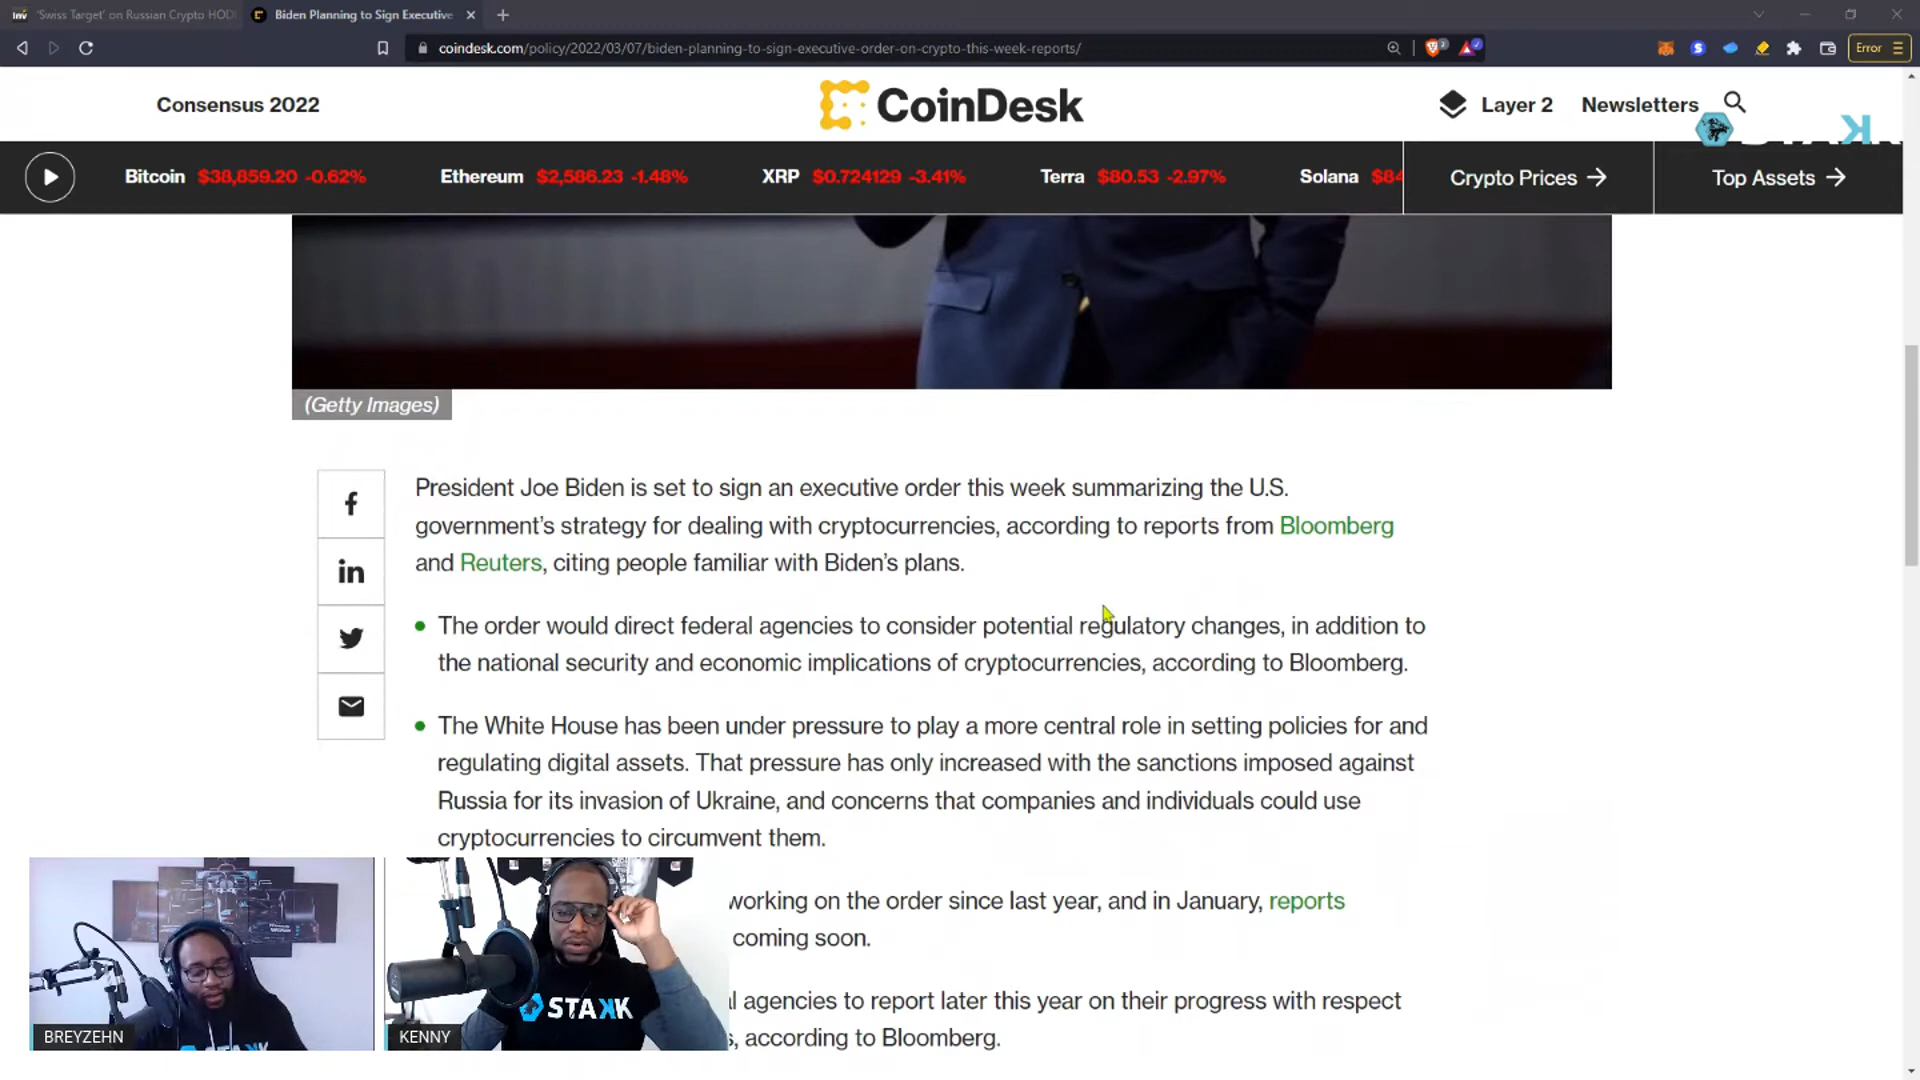 'Swiss Target' on Russian Crypto HOD
Biden Planning to Sign Executive
coindesk.com/policy/2022/03/07/biden-planning-to-sign-executive-order-on-crypto-this-week-reports/
Error
Consensus 2022
CoinDesk
Layer 2
Newsletters
Bitcoin $38,859.20 -0.62% Ethereum $2,586.23 -1.48% XRP $0.724129 -3.41% Terra $80.53 -2.97% Solana $84
Crypto Prices →
Top Assets →
(Getty Images)
President Joe Biden is set to sign an executive order this week summarizing the U.S.
government's strategy for dealing with cryptocurrencies, according to reports from Bloomberg
and Reuters, citing people familiar with Biden's plans.
The order would direct federal agencies to consider potential regulatory changes, in addition to
the national security and economic implications of cryptocurrencies, according to Bloomberg.
The White House has been under pressure to play a more central role in setting policies for and
regulating digital assets. That pressure has only increased with the sanctions imposed against
Russia for its invasion of Ukraine, and concerns that companies and individuals could use
cryptocurrencies to circumvent them.
working on the order since last year, and in January, reports
coming soon.
agencies to report later this year on their progress with respect
, according to Bloomberg.
BREYZEHN
KENNY
STAKK